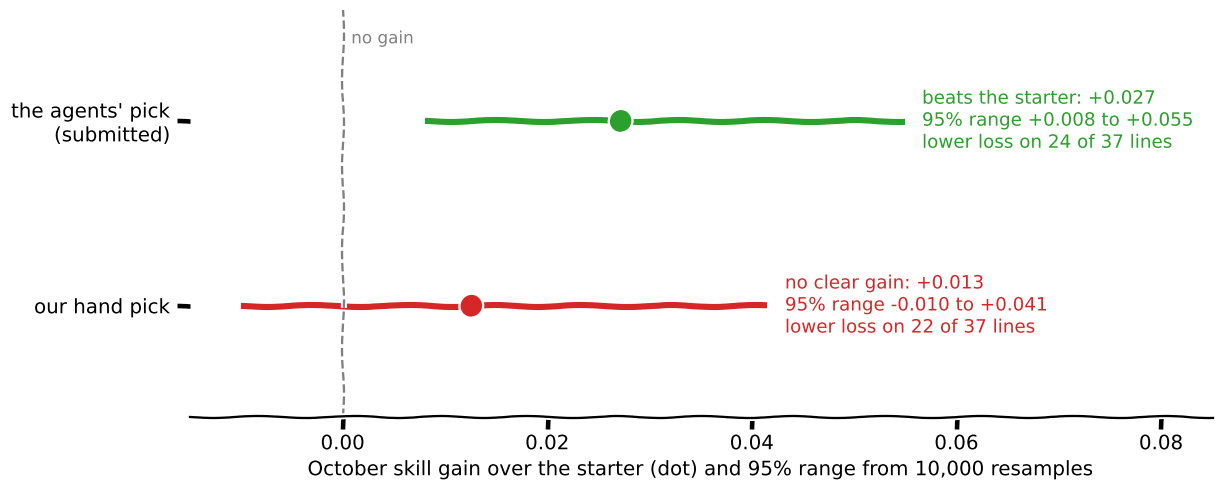 no gain
the agents' pick
(submitted)
beats the starter: +0.027
95% range +0.008 to +0.055
lower loss on 24 of 37 lines
our hand pick
no clear gain: +0.013
95% range -0.010 to +0.041
lower loss on 22 of 37 lines
0.00 0.02 0.04 0.06 0.08
October skill gain over the starter (dot) and 95% range from 10,000 resamples